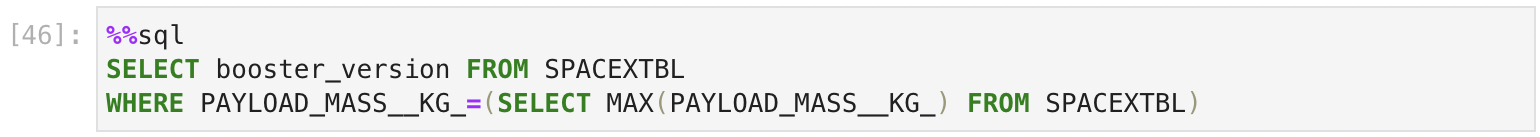 [46]:
%%sql
SELECT booster_version FROM SPACEXTBL
WHERE PAYLOAD_MASS__KG_=(SELECT MAX(PAYLOAD_MASS__KG_) FROM SPACEXTBL)